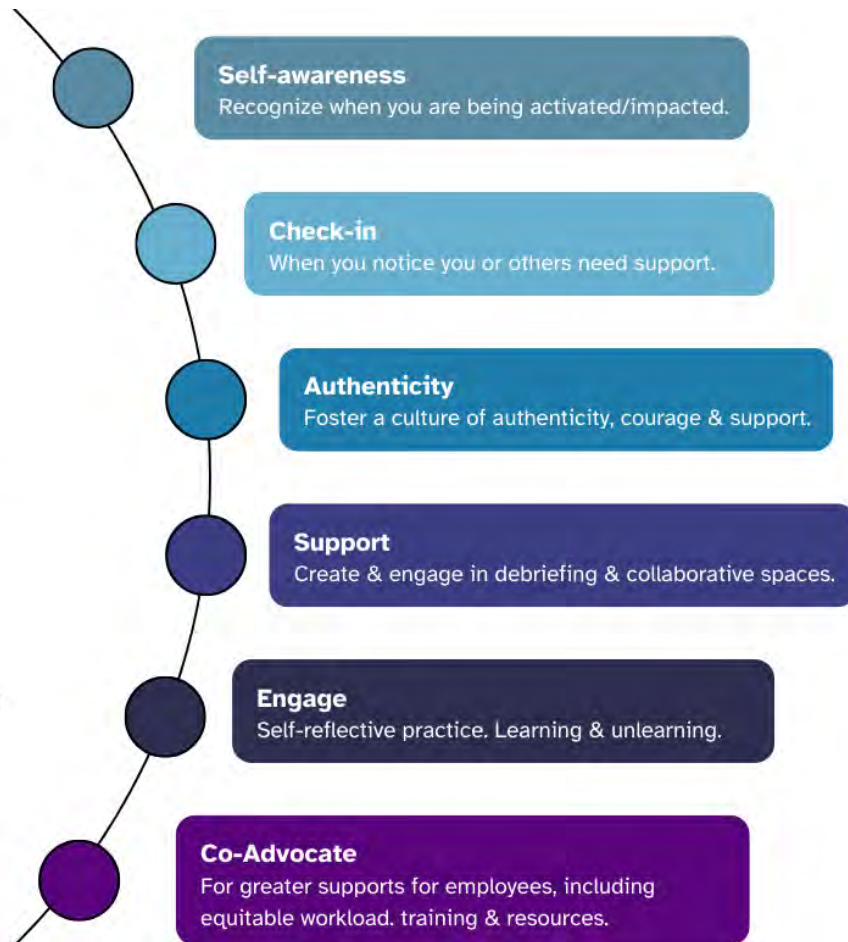 Self-awareness
Recognize when you are being activated/impacted.
Check-in
When you notice you or others need support.
Authenticity
Foster a culture of authenticity, courage & support.
Support
Create & engage in debriefing & collaborative spaces.
Engage
Self-reflective practice. Learning & unlearning.
Co-Advocate
For greater supports for employees, including
equitable workload. training & resources.